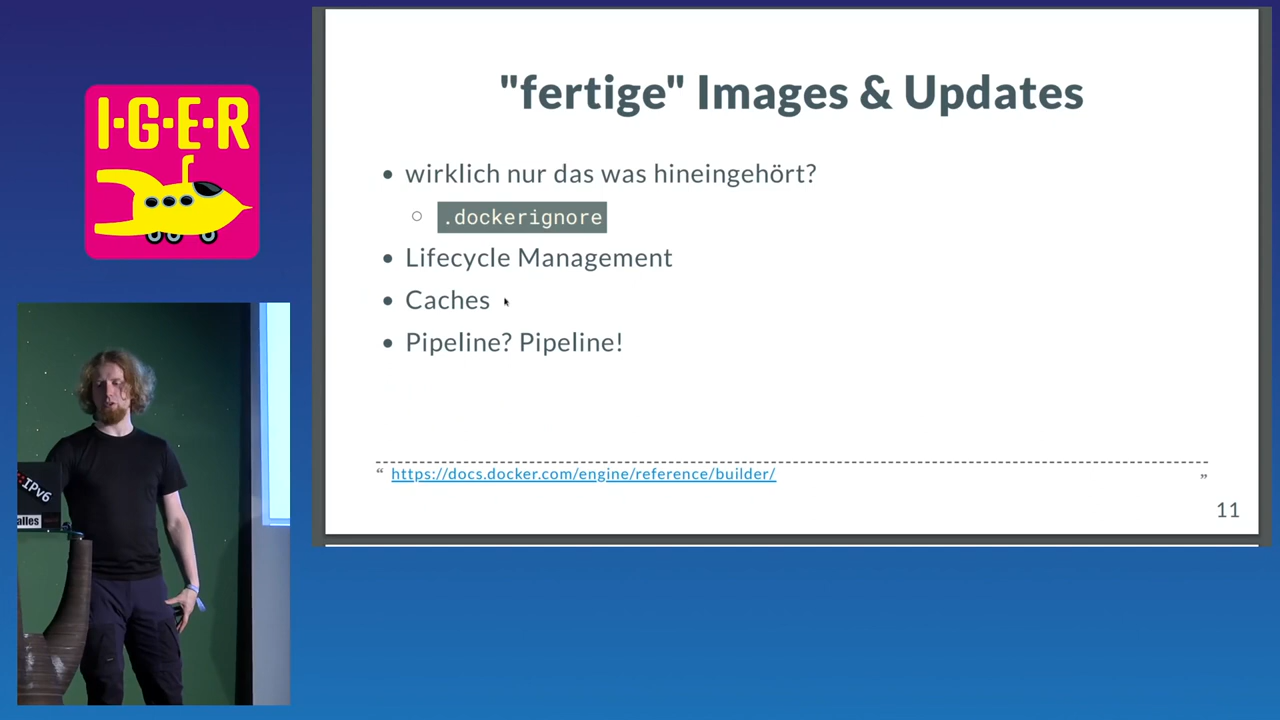 I·G·E·R
"fertige" Images & Updates
wirklich nur das was hineingehört?
.dockerignore
Lifecycle Management
Caches
Pipeline? Pipeline!
“ https://docs.docker.com/engine/reference/builder/ ”
11
IPv6
alles